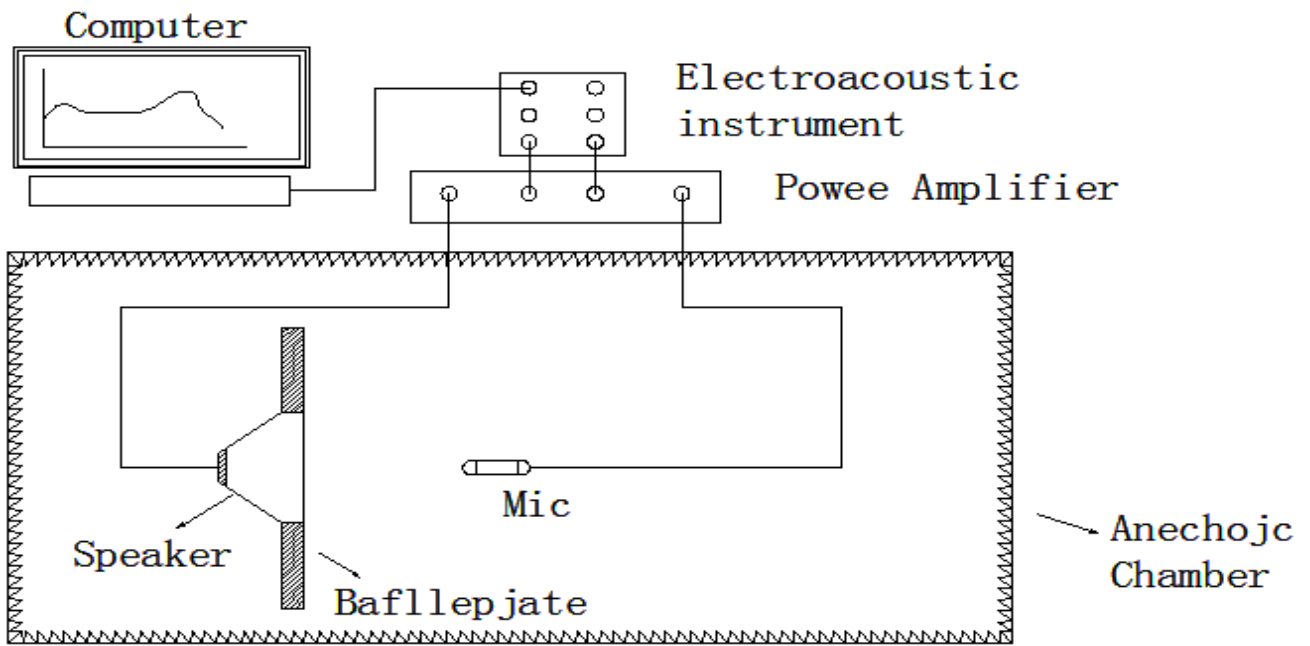 Computer
Electroacoustic
instrument
Powee Amplifier
Mic
Speaker
Bafllepjate
Anechojc
Chamber